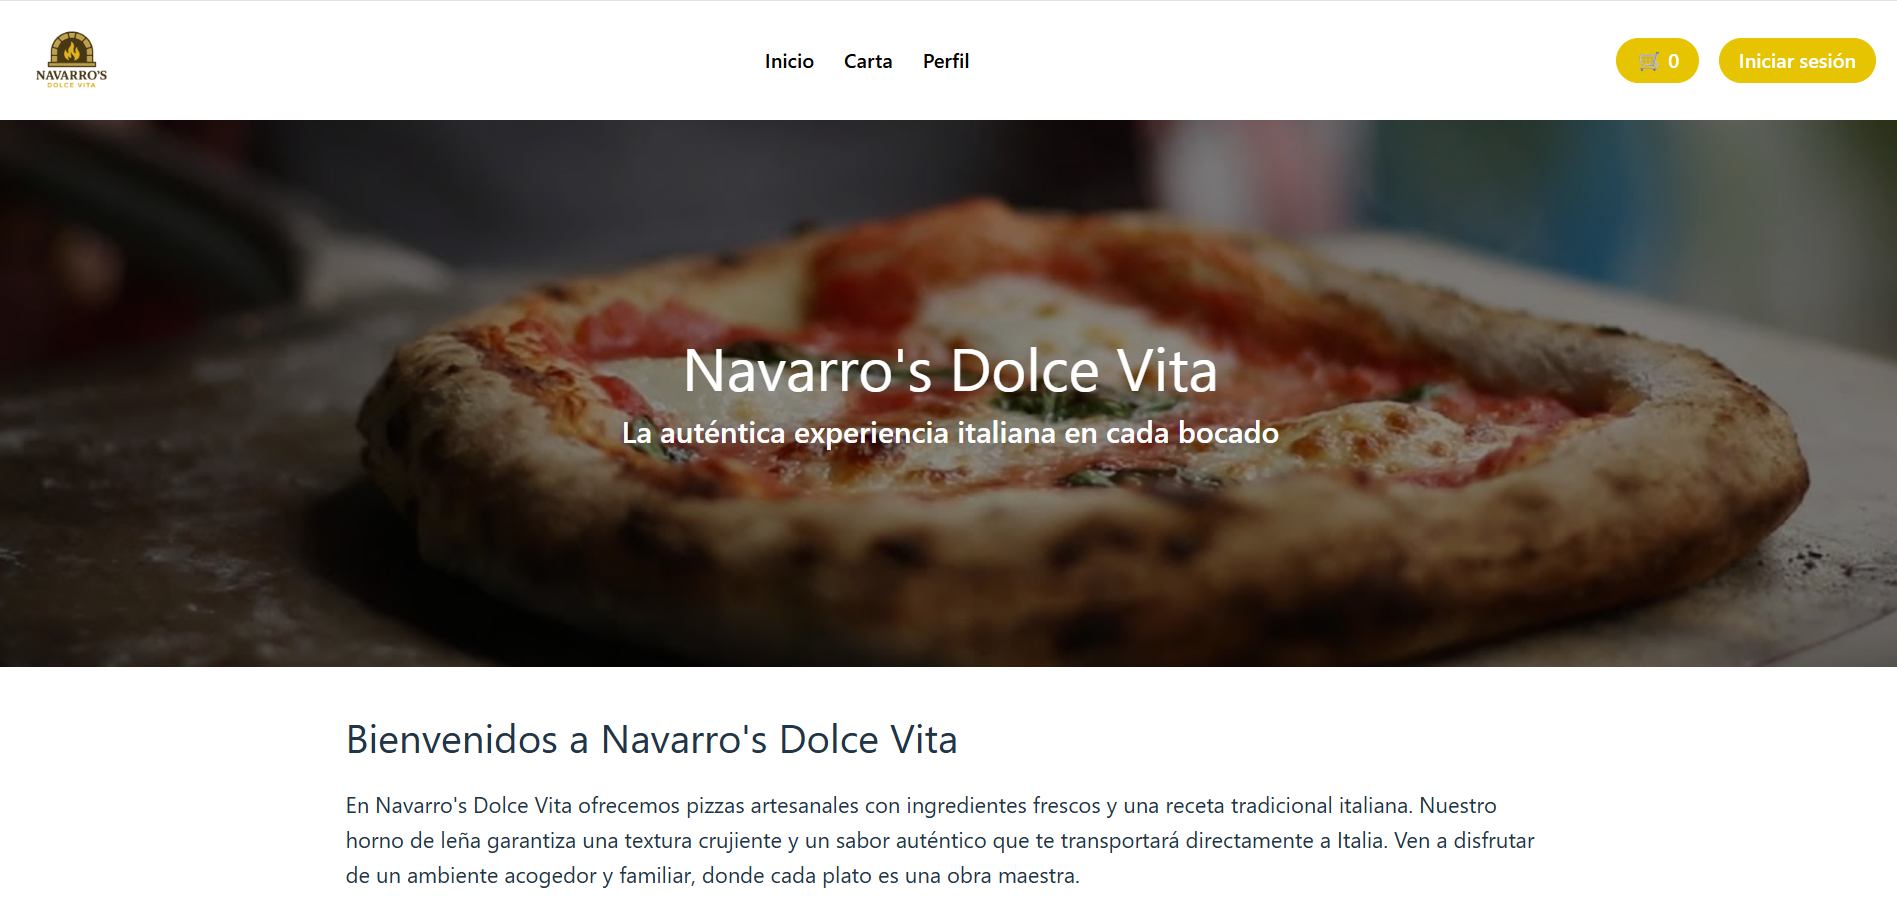 NAVARRO'S
DOLCE VITA
Inicio Carta Perfil
🛒 0
Iniciar sesión
Navarro's Dolce Vita
La auténtica experiencia italiana en cada bocado
Bienvenidos a Navarro's Dolce Vita
En Navarro's Dolce Vita ofrecemos pizzas artesanales con ingredientes frescos y una receta tradicional italiana. Nuestro
horno de leña garantiza una textura crujiente y un sabor auténtico que te transportará directamente a Italia. Ven a disfrutar
de un ambiente acogedor y familiar, donde cada plato es una obra maestra.